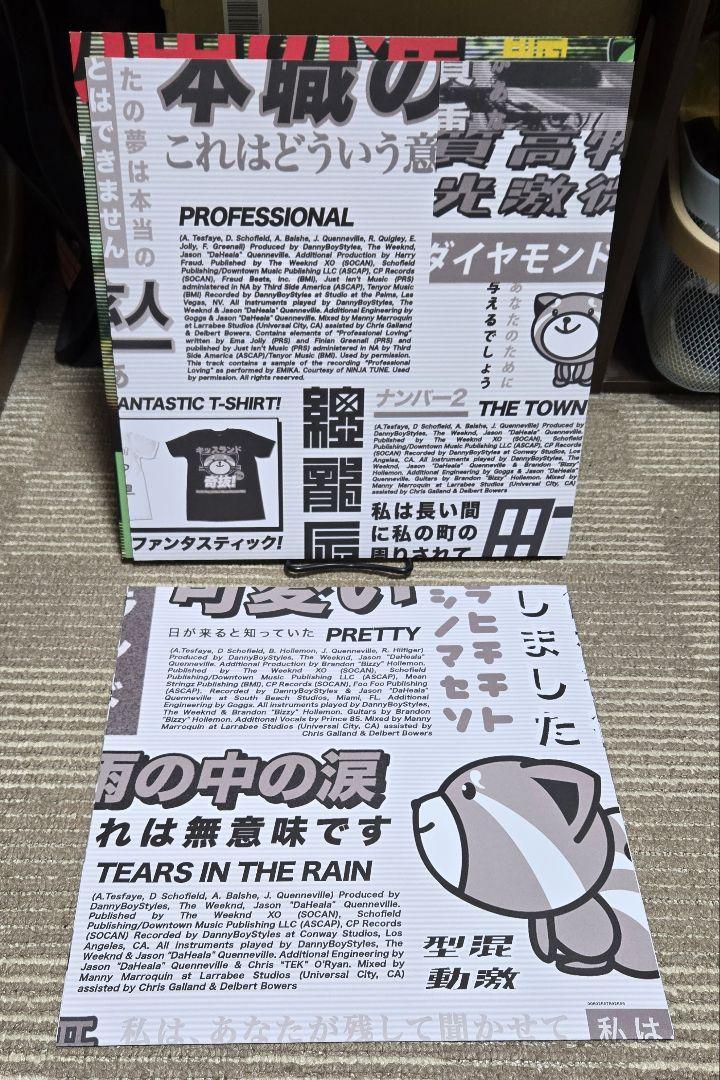 本職の
これはどういう意
とはできません
たの夢は本当の
PROFESSIONAL
(A. Tesfaye, D. Schofield, A. Balshe, J. Quenneville, R. Quigley, E.
Jolly, F. Greenall) Produced by DannyBoyStyles, The Weeknd,
Jason "DaHeala" Quenneville. Additional Production by Harry
Fraud. Published by The Weeknd XO (SOCAN), Schofield
Publishing/Downtown Music Publishing LLC (ASCAP), CP Records
(SOCAN), Fraud Beats, Inc. (BMI), Just Isn't Music (PRS)
administered in NA by Third Side America (ASCAP), Tenyor Music
(BMI) Recorded by DannyBoyStyles at Studio at the Palms, Las
Vegas, NV. All instruments played by DannyBoyStyles, The
Weeknd & Jason "DaHeala" Quenneville. Additional Engineering by
Goggs & Jason "DaHeala" Quenneville. Mixed by Manny Marroquin
at Larrabee Studios (Universal City, CA) assisted by Chris Galland
& Delbert Bowers. Contains elements of "Professional Loving"
written by Ema Jolly (PRS) and Finian Greenall (PRS) and
published by Just Isn't Music (PRS) administered in NA by Third
Side America (ASCAP)/Tenyor Music (BMI). Used by permission.
This track contains a sample of the recording "Professional
Loving" as performed by EMIKA. Courtesy of NINJA TUNE. Used
by permission. All rights reserved.
光激微
ダイヤモンド
あなたのために
与えるでしょう
ANTASTIC T-SHIRT!
キッスランド
奇抜!
ファンタスティック!
ナンバー2
THE TOWN
(A.Tesfaye, D Schofield, A. Balshe, J. Quenneville) Produced by
DannyBoyStyles, The Weeknd, Jason "DaHeala" Quenneville.
Published by The Weeknd XO (SOCAN), Schofield
Publishing/Downtown Music Publishing LLC (ASCAP), CP Records
(SOCAN) Recorded by DannyBoyStyles at Conway Studios, Los
Angeles, CA. All instruments played by DannyBoyStyles, The
Weeknd, Jason "DaHeala" Quenneville & Brandon "Bizzy" Hollemon.
Additional Engineering by Goggs & Jason "DaHeala"
Quenneville. Guitars by Brandon "Bizzy" Hollemon. Mixed by
Manny Marroquin at Larrabee Studios (Universal City, CA)
assisted by Chris Galland & Delbert Bowers
私は長い間
に私の町の
周りされて
町
可愛い
日が来ると知っていた
PRETTY
(A.Tesfaye, D Schofield, B. Hollemon, J. Quenneville, R. Hiitiger)
Produced by DannyBoyStyles, The Weeknd, Jason "DaHeala"
Quenneville. Additional Production by Brandon "Bizzy" Hollemon.
Published by The Weeknd XO (SOCAN), Schofield
Publishing/Downtown Music Publishing LLC (ASCAP), Mean
Stringz Publishing (BMI), CP Records (SOCAN), Foo Foo Publishing
(ASCAP). Recorded by DannyBoyStyles & Jason "DaHeala"
Quenneville at South Beach Studios, Miami, FL. Additional
Engineering by Goggs. All instruments played by DannyBoyStyles,
The Weeknd & Brandon "Bizzy" Hollemon. Guitars by Brandon
"Bizzy" Hollemon. Additional Vocals by Prince 85. Mixed by Manny
Marroquin at Larrabee Studios (Universal City, CA) assisted by
Chris Galland & Delbert Bowers
しました
雨の中の涙
れは無意味です
TEARS IN THE RAIN
(A.Tesfaye, D Schofield, A. Balshe, J. Quenneville) Produced by
DannyBoyStyles, The Weeknd, Jason "DaHeala" Quenneville.
Published by The Weeknd XO (SOCAN), Schofield
Publishing/Downtown Music Publishing LLC (ASCAP), CP Records
(SOCAN) Recorded by DannyBoyStyles at Conway Studios, Los
Angeles, CA. All instruments played by DannyBoyStyles, The
Weeknd & Jason "DaHeala" Quenneville. Additional Engineering by
Jason "DaHeala" Quenneville & Chris "TEK" O'Ryan. Mixed by
Manny Marroquin at Larrabee Studios (Universal City, CA)
assisted by Chris Galland & Delbert Bowers
型混
動激
私は、あなたが残して聞かせて
私は